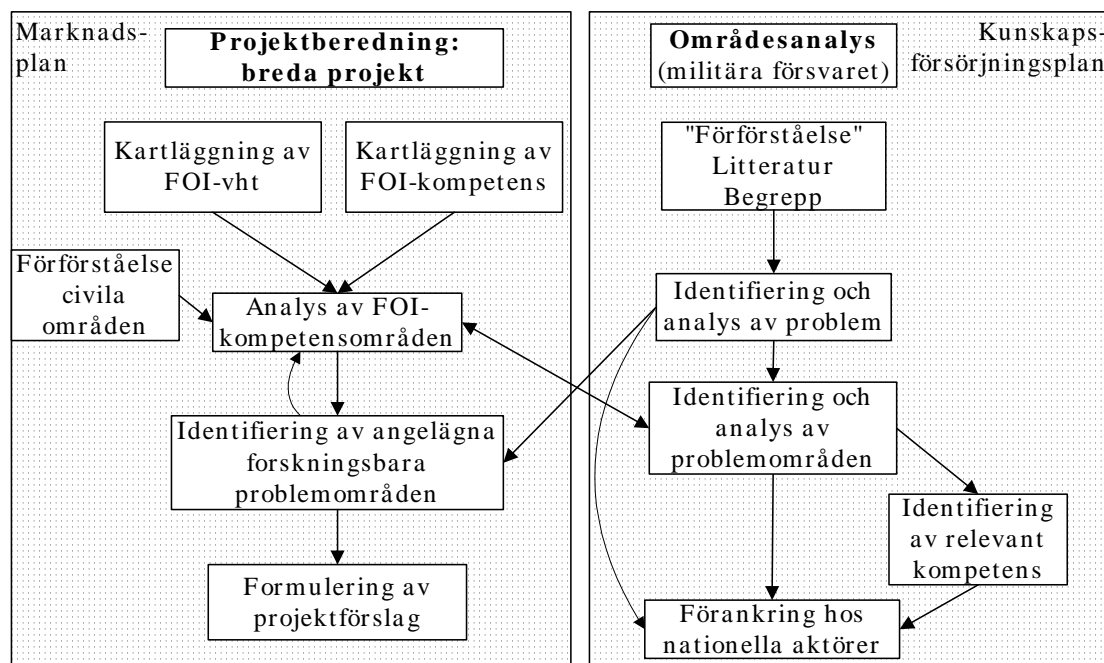 Marknads-
plan
Projektberedning:
breda projekt
Kartläggning av
FOI-vht
Kartläggning av
FOI-kompetens
Förförståelse
civila
områden
Analys av FOI-
kompetensområden
Identifiering av angelägna
forskningsbara
problemområden
Formulering av
projektförslag
Områdesanalys
(militära försvaret)
Kunskaps-
försörjningsplan
"Förförståelse"
Litteratur
Begrepp
Identifiering och
analys av problem
Identifiering och
analys av
problemområden
Identifiering
av relevant
kompetens
Förankring hos
nationella aktörer